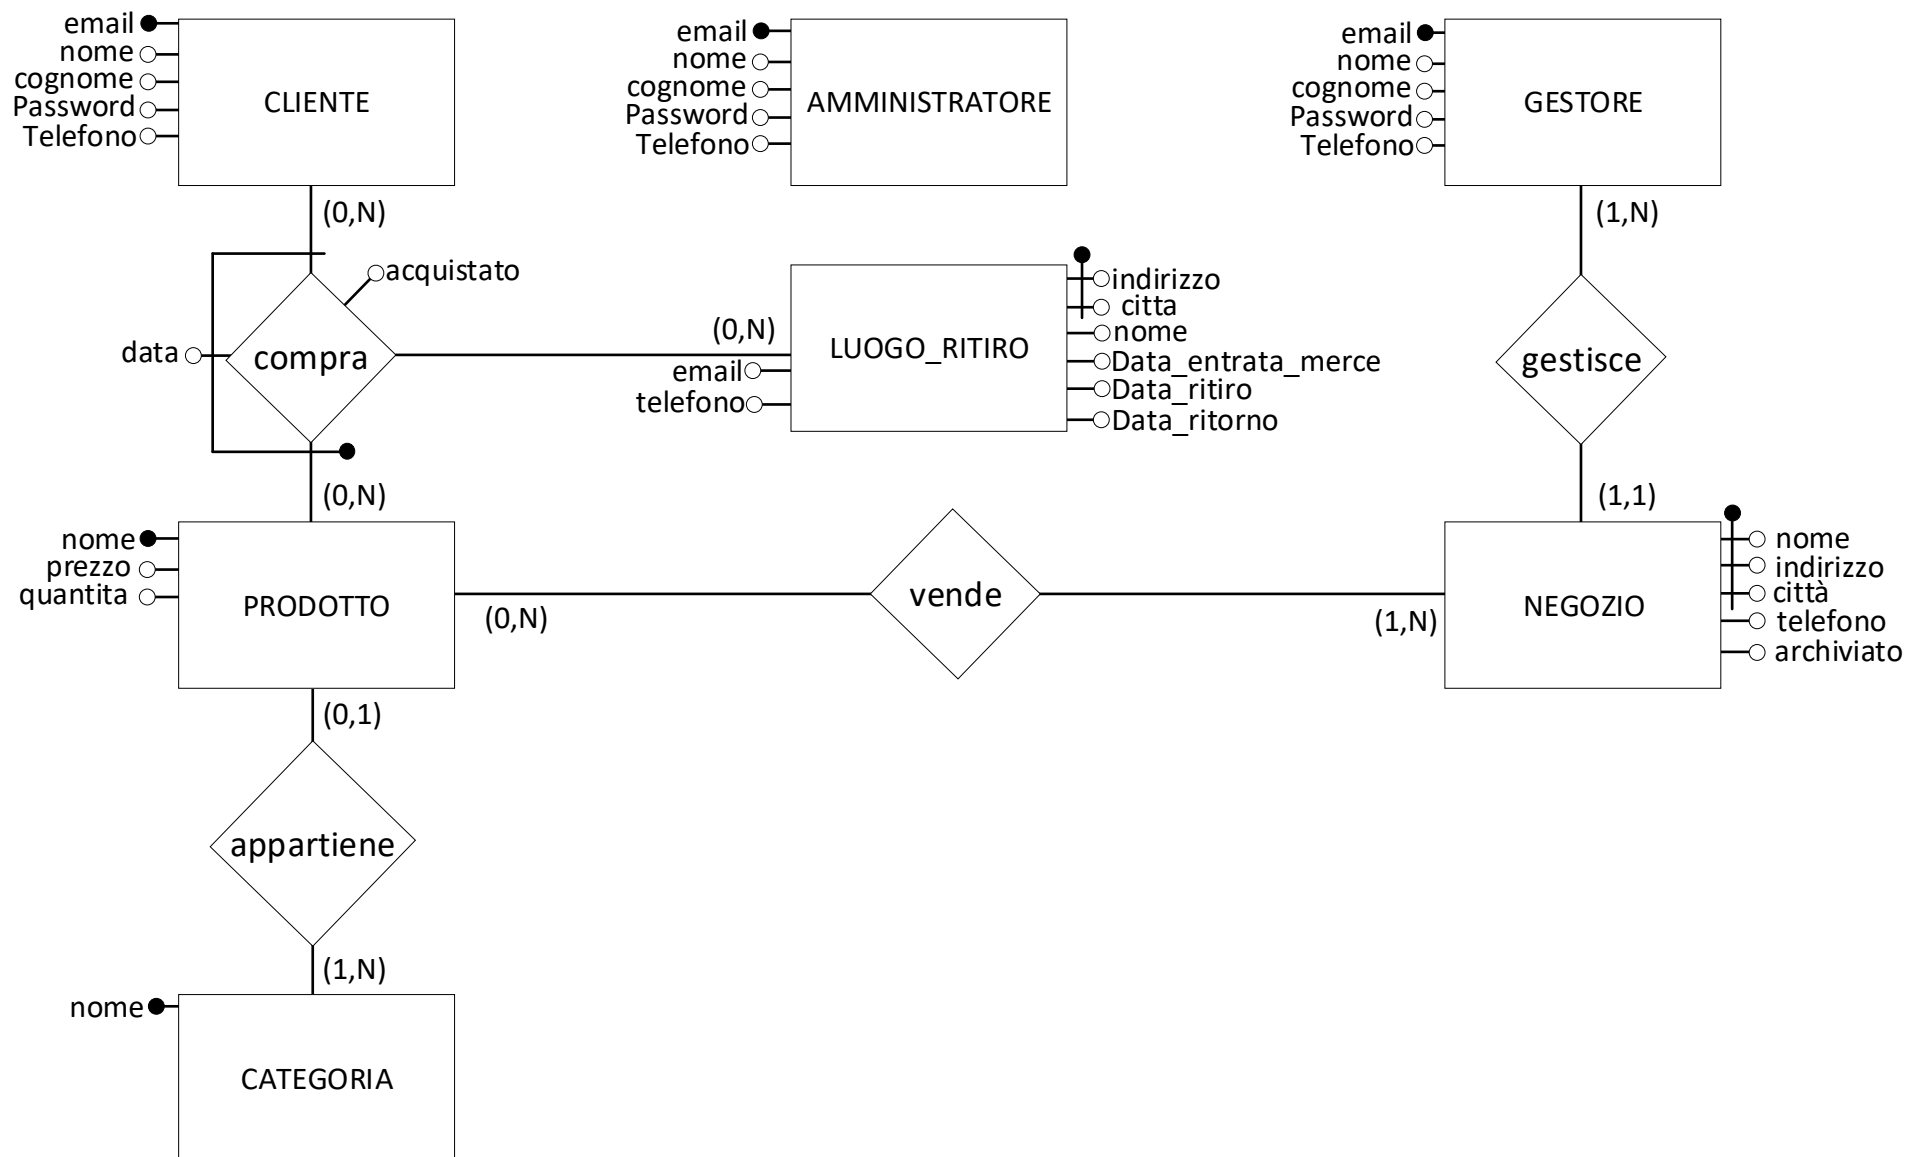 email
nome
cognome
Password
Telefono
CLIENTE
email
nome
cognome
Password
Telefono
AMMINISTRATORE
email
nome
cognome
Password
Telefono
GESTORE
(0,N)
(1,N)
acquistato
data
compra
(0,N)
email
telefono
LUOGO_RITIRO
indirizzo
citta
nome
Data_entrata_merce
Data_ritiro
Data_ritorno
gestisce
(0,N)
(1,1)
nome
prezzo
quantita
PRODOTTO
(0,N)
vende
(1,N)
NEGOZIO
nome
indirizzo
città
telefono
archiviato
(0,1)
appartiene
(1,N)
nome
CATEGORIA